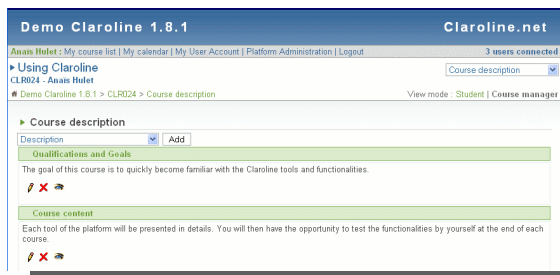 Demo Claroline 1.8.1 Claroline.net
Anaïs Hulet : My course list | My calendar | My User Account | Platform Administration | Logout 3 users connected
Using Claroline Course description
CLR024 - Anaïs Hulet
Demo Claroline 1.8.1 > CLR024 > Course description View mode : Student | Course manager
Course description
Description Add
Qualifications and Goals
The goal of this course is to quickly become familiar with the Claroline tools and functionalities.
Course content
Each tool of the platform will be presented in details. You will then have the opportunity to test the functionalities by yourself at the end of each
course.